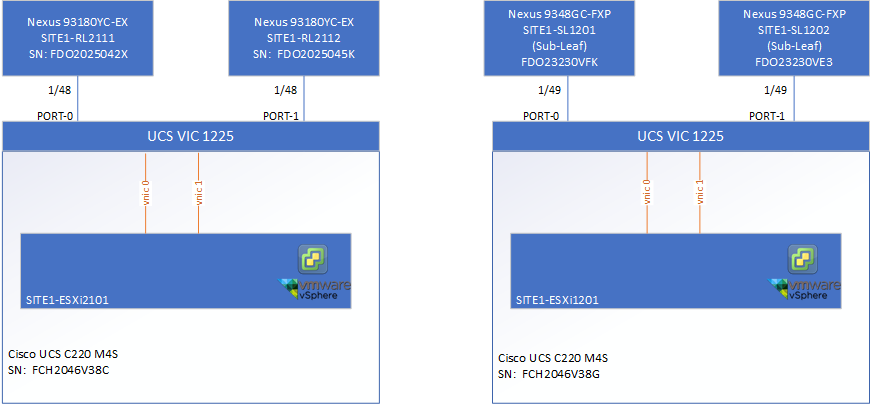 Nexus 93180YC-EX
SITE1-RL2111
SN: FDO2025042X
Nexus 93180YC-EX
SITE1-RL2112
SN: FDO2025045K
Nexus 9348GC-FXP
SITE1-SL1201
(Sub-Leaf)
FDO23230VFK
Nexus 9348GC-FXP
SITE1-SL1202
(Sub-Leaf)
FDO23230VE3
1/48
1/48
1/49
1/49
PORT-0
PORT-1
PORT-0
PORT-1
UCS VIC 1225
UCS VIC 1225
vnic 0
vnic 1
vnic 0
vnic 1
vmware
vSphere
SITE1-ESXi2101
vmware
vSphere
SITE1-ESXi1201
Cisco UCS C220 M4S
SN: FCH2046V38C
Cisco UCS C220 M4S
SN: FCH2046V38G